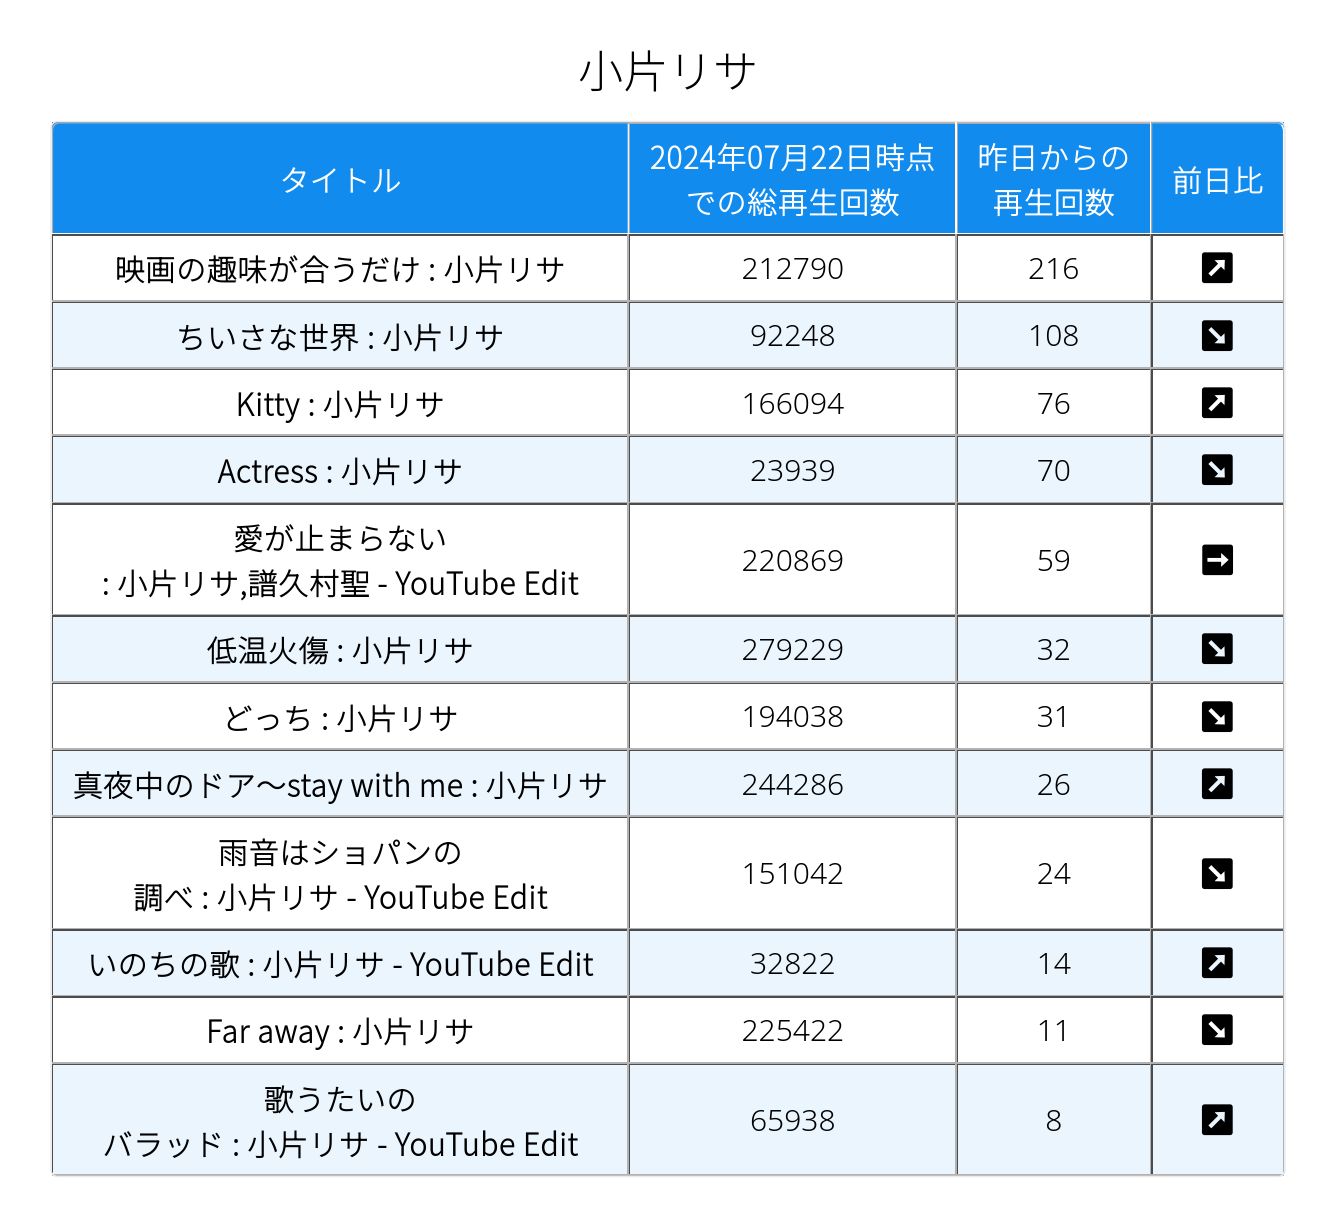 小片リサ
タイトル
2024年07月22日時点
での総再生回数
昨日からの
再生回数
前日比
映画の趣味が合うだけ : 小片リサ
212790
216
ちいさな世界 : 小片リサ
92248
108
Kitty : 小片リサ
166094
76
Actress : 小片リサ
23939
70
愛が止まらない
: 小片リサ,譜久村聖 - YouTube Edit
220869
59
低温火傷 : 小片リサ
279229
32
どっち : 小片リサ
194038
31
真夜中のドア〜stay with me : 小片リサ
244286
26
雨音はショパンの
調べ : 小片リサ - YouTube Edit
151042
24
いのちの歌 : 小片リサ - YouTube Edit
32822
14
Far away : 小片リサ
225422
11
歌うたいの
バラッド : 小片リサ - YouTube Edit
65938
8